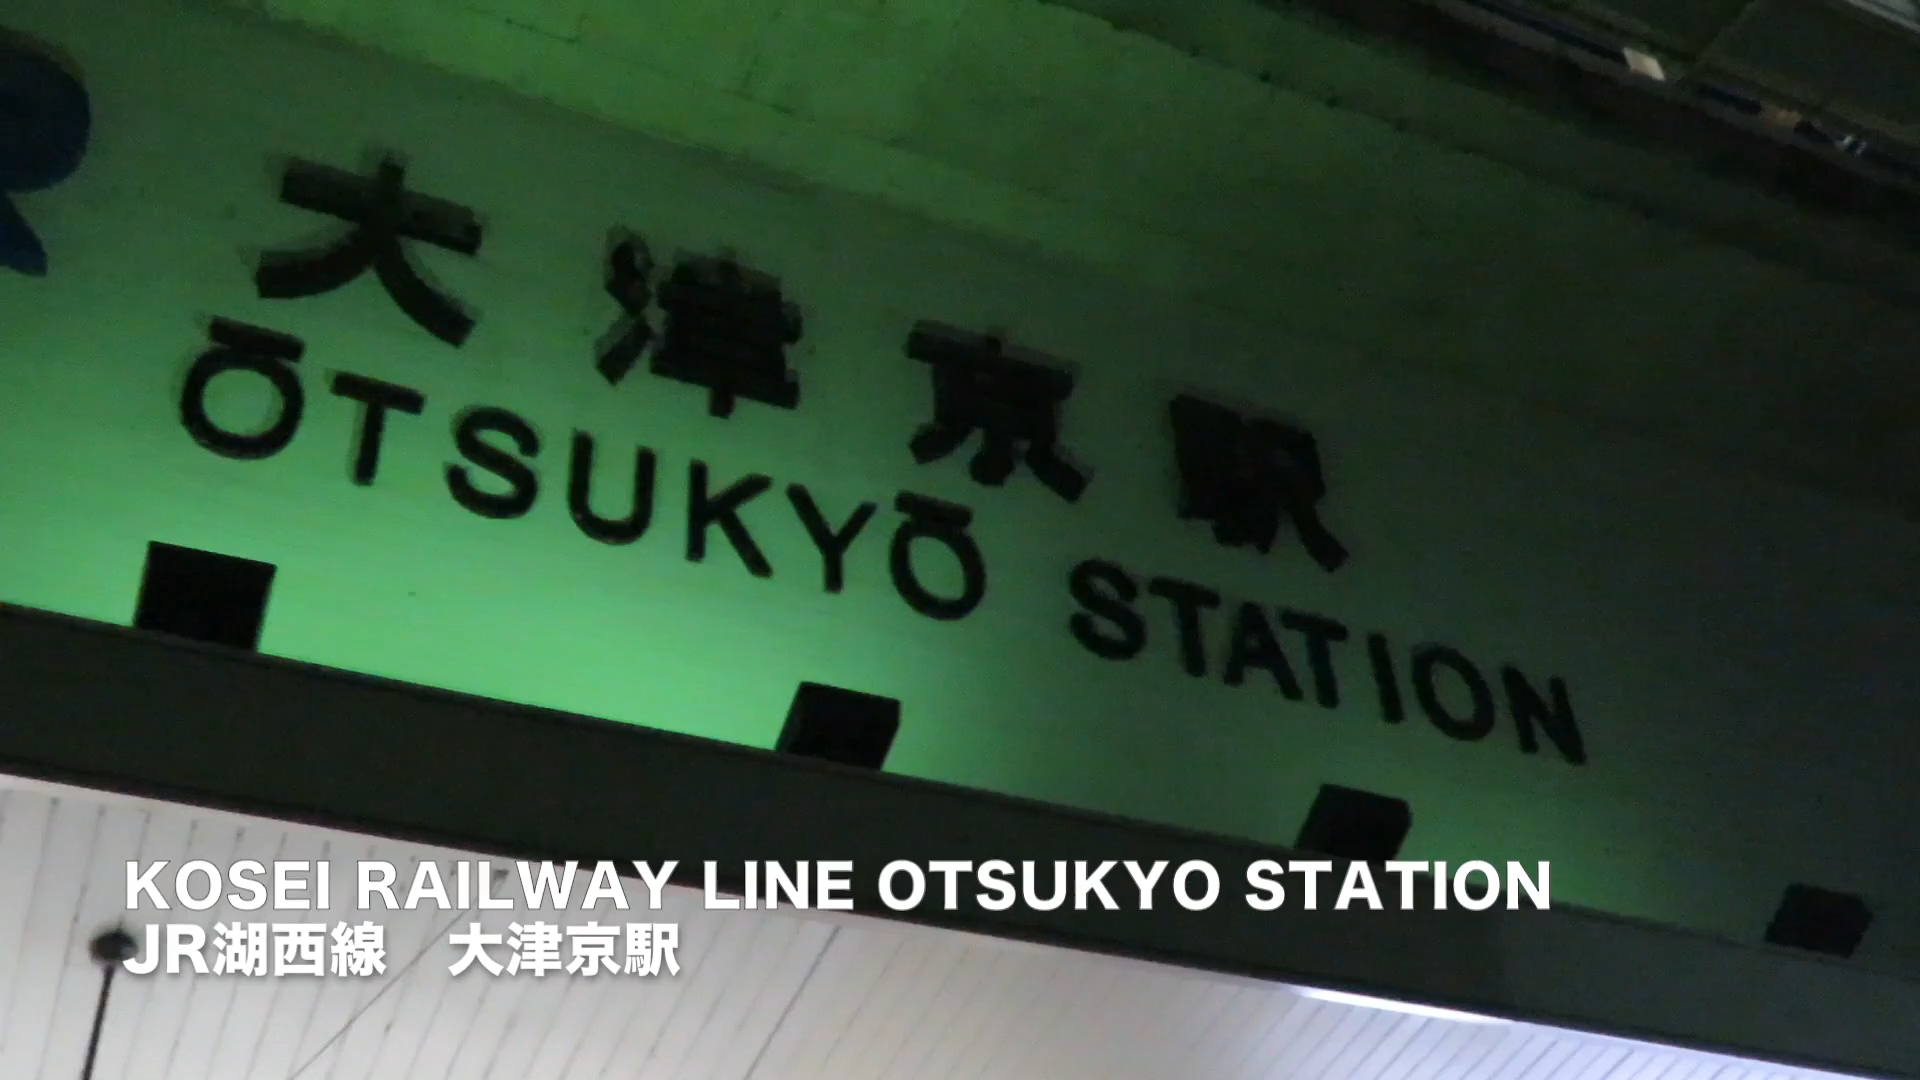 R 大津京駅
ŌTSUKYŌ STATION
KOSEI RAILWAY LINE OTSUKYO STATION
JR湖西線　大津京駅